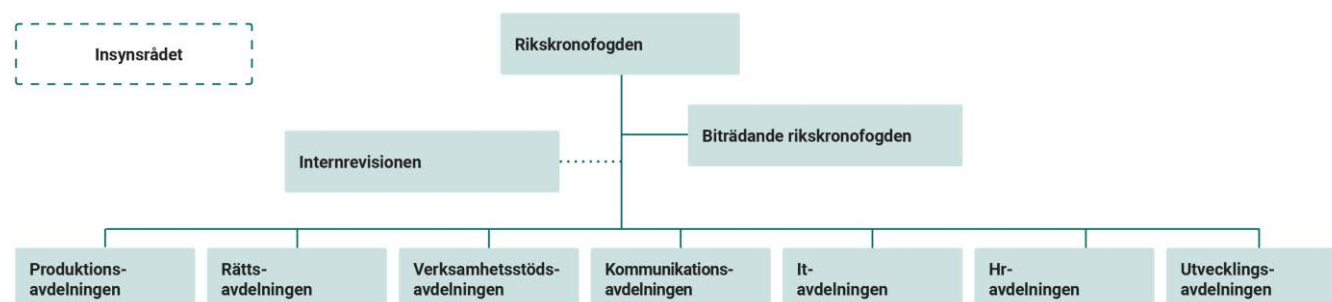 Insynsrådet
Rikskronofogden
Biträdande rikskronofogden
Internrevisionen
Produktions-
avdelningen
Rätts-
avdelningen
Verksamhetsstöds-
avdelningen
Kommunikations-
avdelningen
It-
avdelningen
Hr-
avdelningen
Utvecklings-
avdelningen